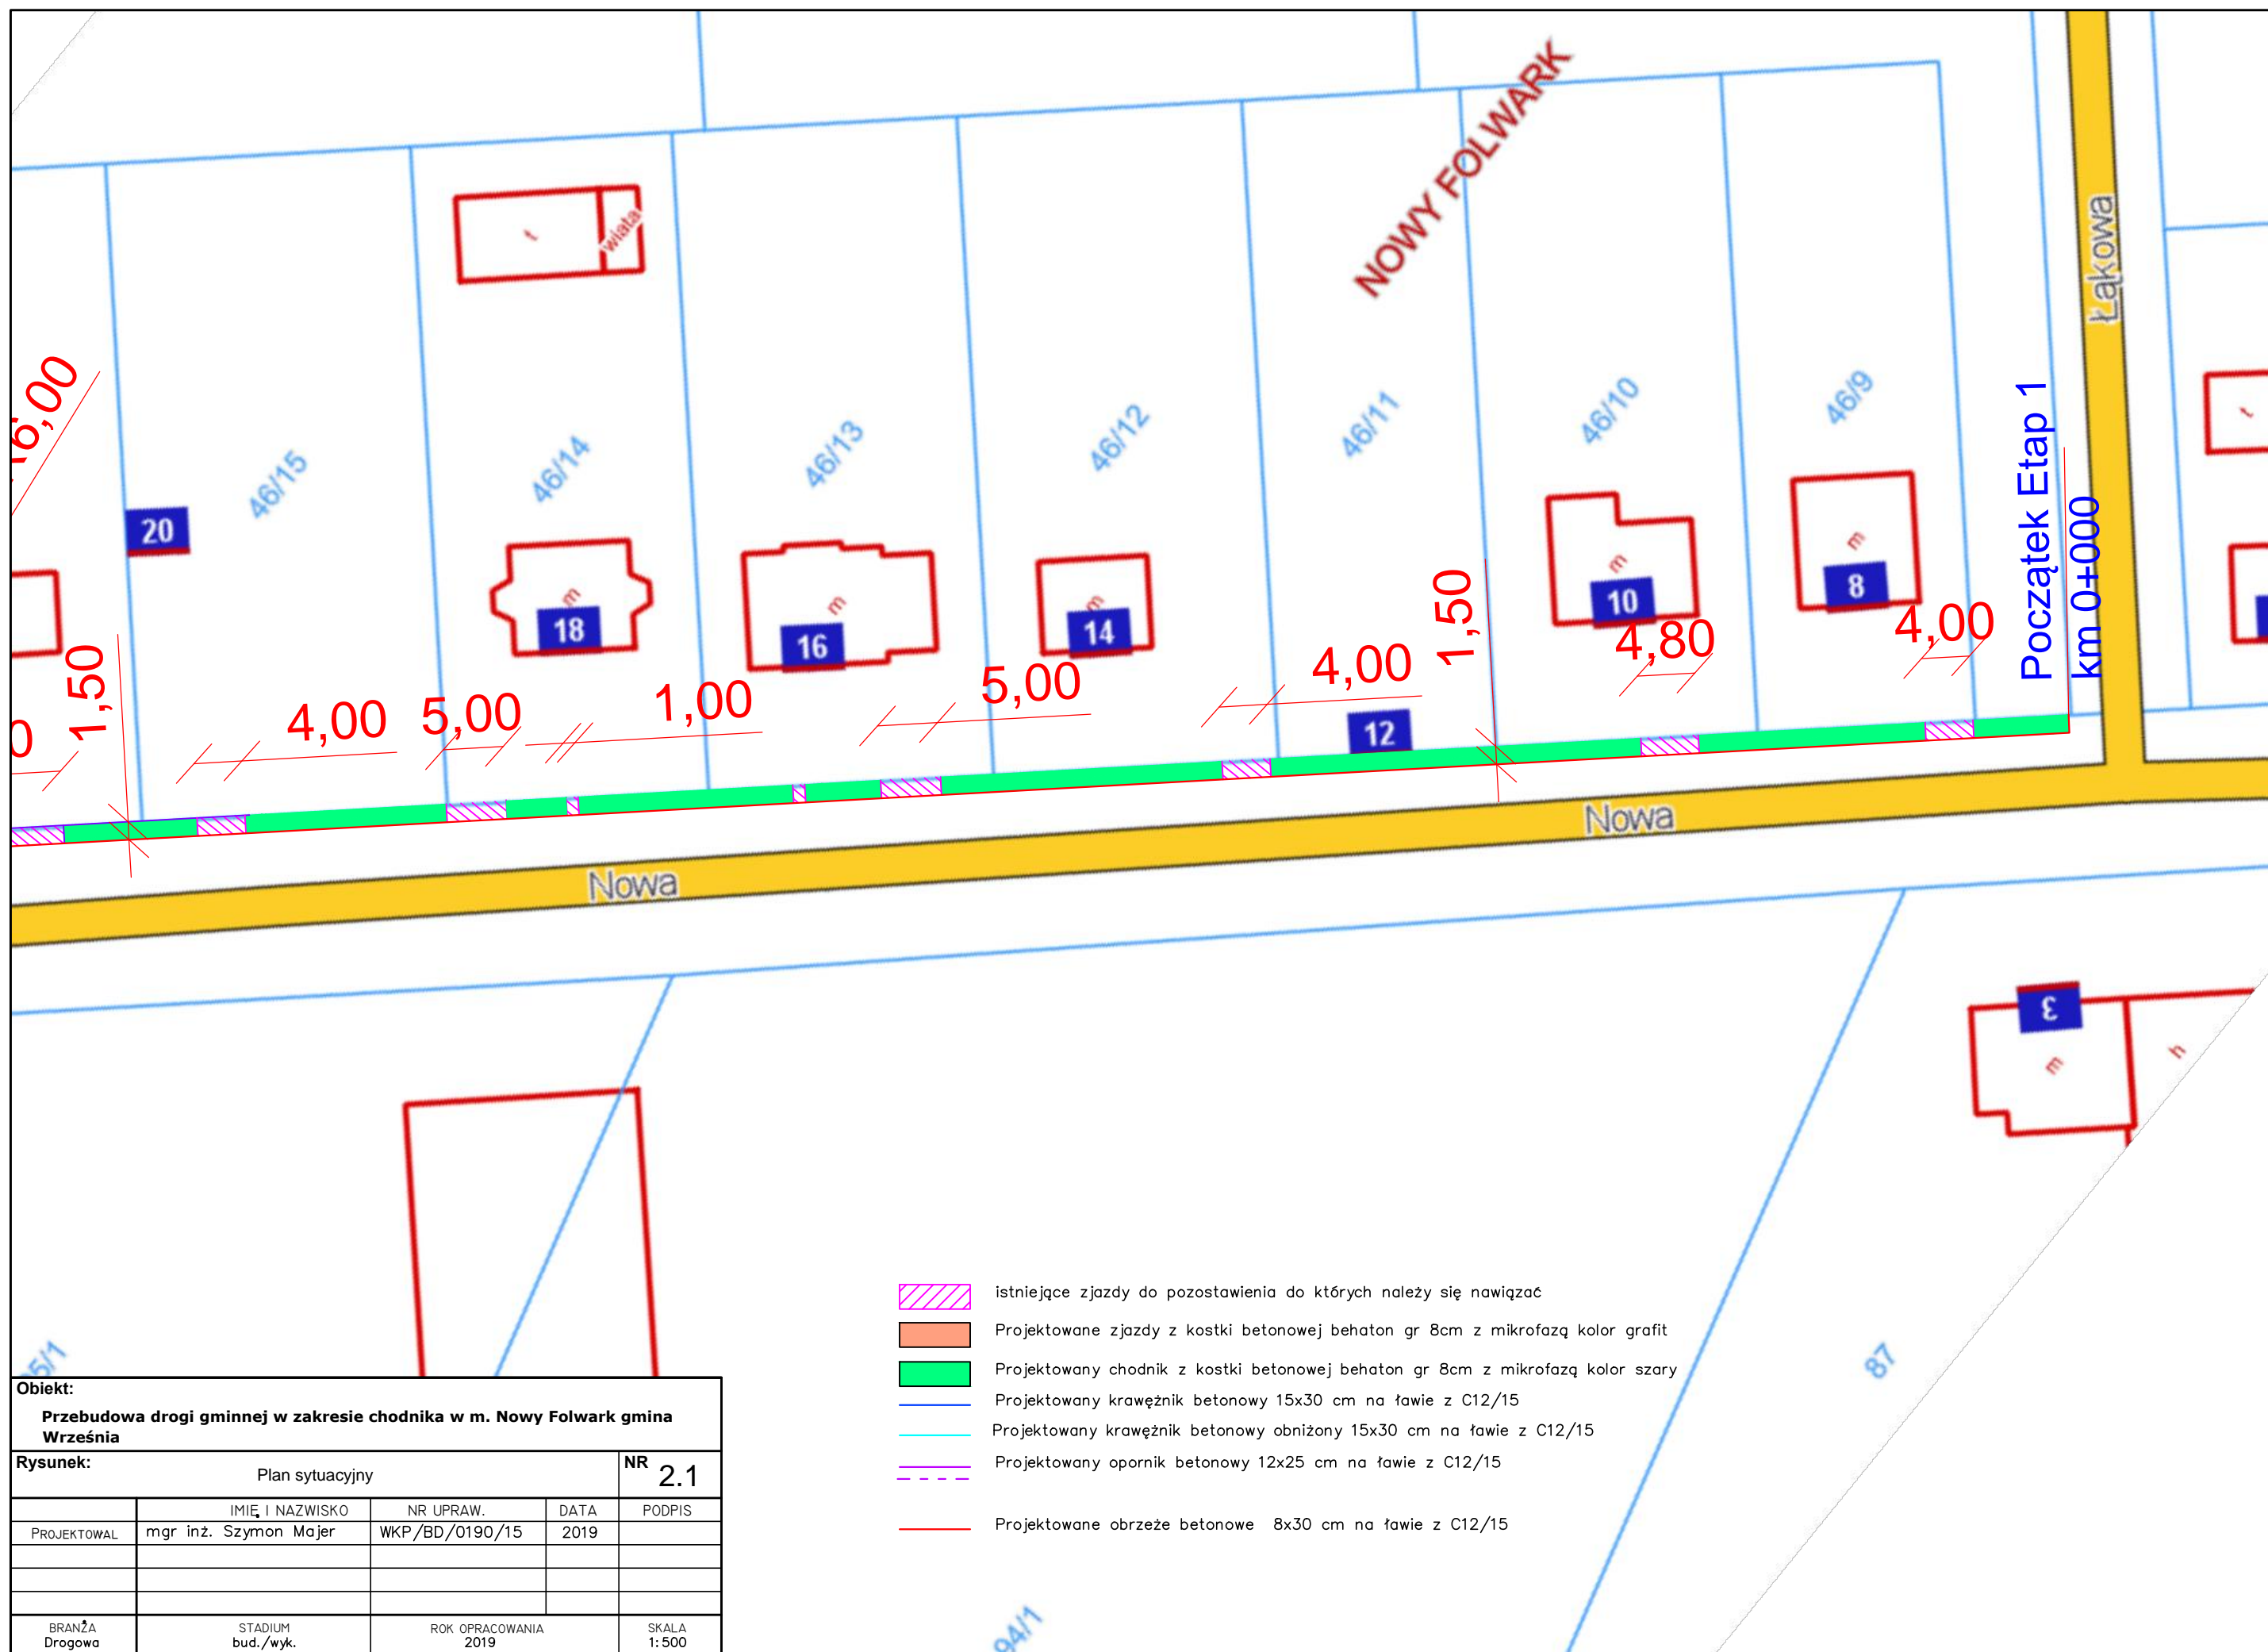 NOWY FOLWARK
Łąkowa
46/15
46/14
46/13
46/12
46/11
46/10
46/9
t
wiata
t
20
18
m
16
m
14
m
12
10
m
8
m
Początek Etap 1
km 0+000
1,50
4,00
5,00
1,00
5,00
4,00
1,50
4,80
4,00
Nowa
Nowa
3
m
h
87
94/1
istniejące zjazdy do pozostawienia do których należy się nawiązać
Projektowane zjazdy z kostki betonowej behaton gr 8cm z mikrofazą kolor grafit
Projektowany chodnik z kostki betonowej behaton gr 8cm z mikrofazą kolor szary
Projektowany krawężnik betonowy 15x30 cm na ławie z C12/15
Projektowany krawężnik betonowy obniżony 15x30 cm na ławie z C12/15
Projektowany opornik betonowy 12x25 cm na ławie z C12/15
Projektowane obrzeże betonowe 8x30 cm na ławie z C12/15
Obiekt:
Przebudowa drogi gminnej w zakresie chodnika w m. Nowy Folwark gmina
Września
Rysunek:
Plan sytuacyjny
NR 2.1
IMIĘ I NAZWISKO NR UPRAW. DATA PODPIS
PROJEKTOWAL mgr inż. Szymon Majer WKP/BD/0190/15 2019
BRANŻA STADIUM ROK OPRACOWANIA SKALA
Drogowa bud./wyk. 2019 1:500